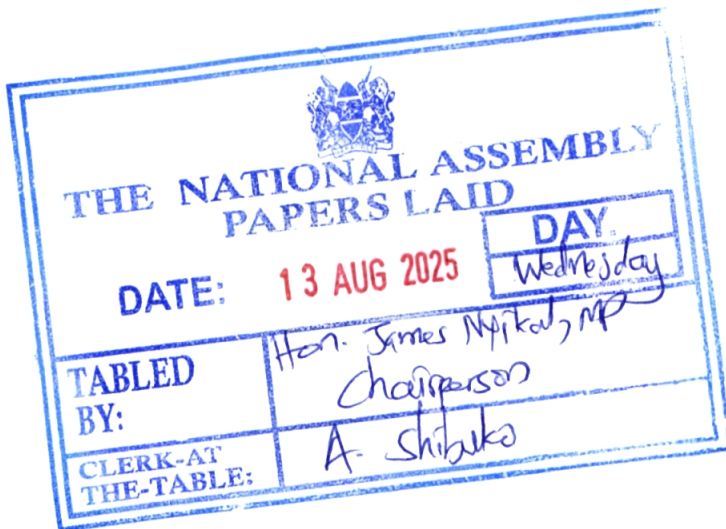 THE NATIONAL ASSEMBLY
PAPERS LAID
DATE: 13 AUG 2025
DAY.
Wednesday
TABLED
BY:
Hon. James Nyikal, MP
Chairperson
CLERK-AT
THE-TABLE:
A. Shibuko